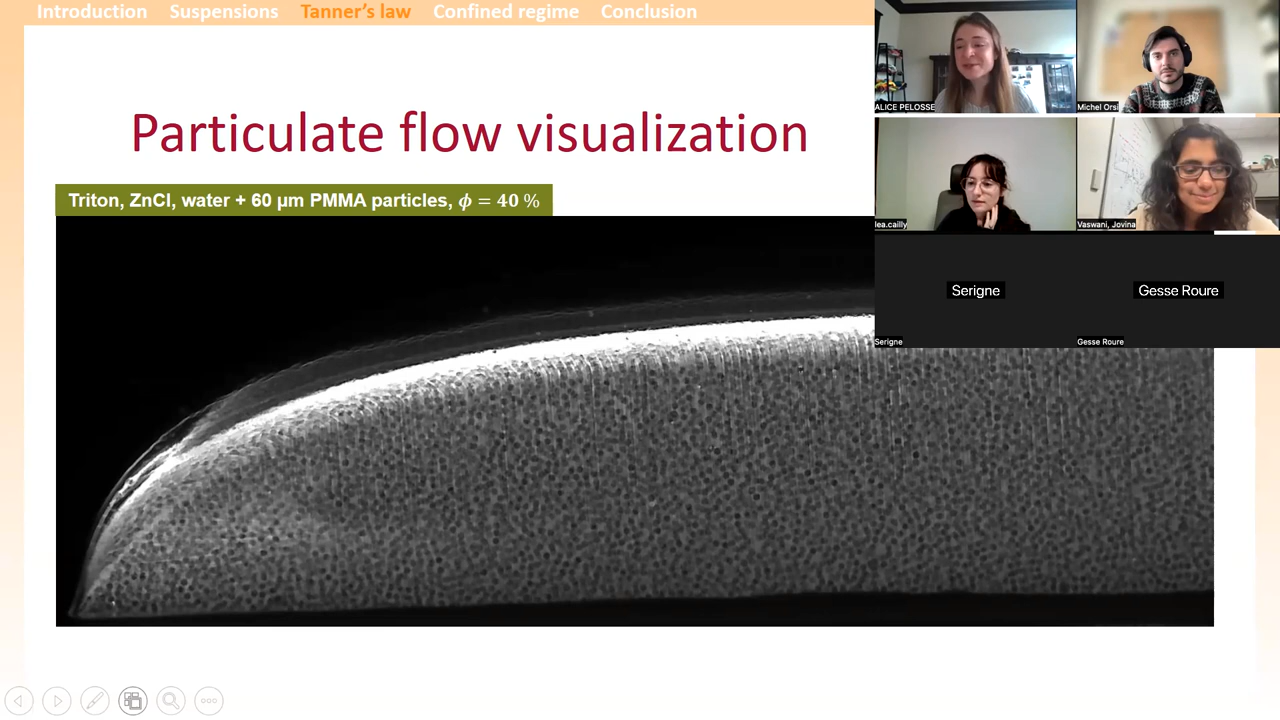 Introduction Suspensions Tanner's law Confined regime Conclusion
Particulate flow visualization
Triton, ZnCl, water + 60 µm PMMA particles, ϕ = 40 %
ALICE PELOSSE
Michel Orsi
lea.cailly
Vaswani, Jovina
Serigne
Gesse Roure
Serigne
Gesse Roure